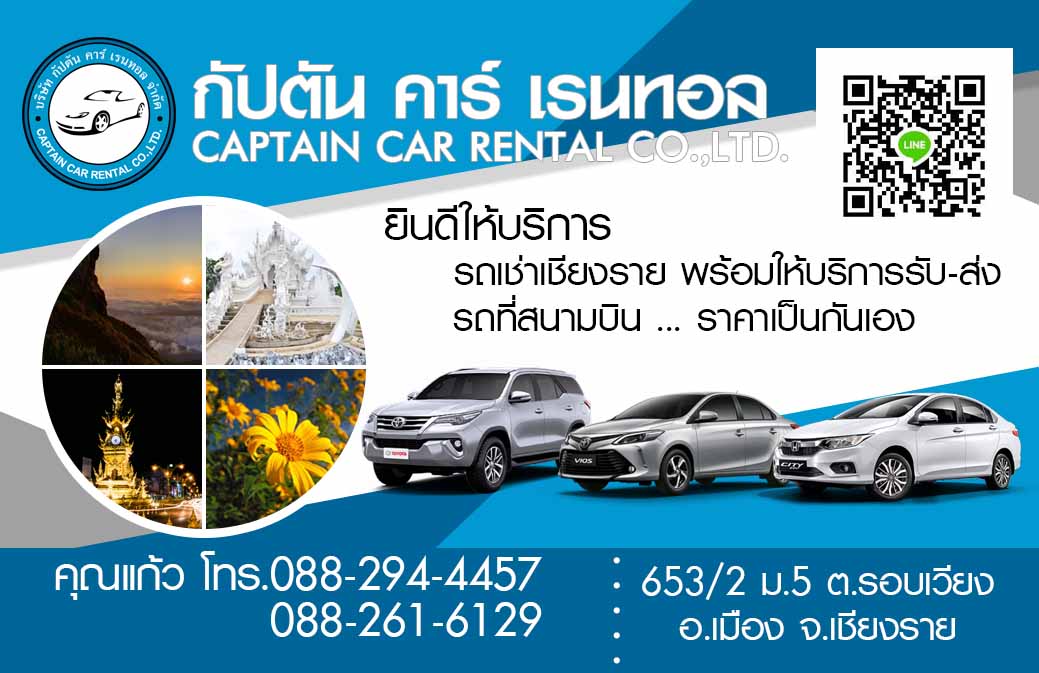 บริษัท กัปตัน คาร์ เรนทอล จำกัด
CAPTAIN CAR RENTAL CO.,LTD.
กัปตัน คาร์ เรนทอล
CAPTAIN CAR RENTAL CO.,LTD.
LINE
ยินดีให้บริการ
รถเช่าเชียงราย พร้อมให้บริการรับ-ส่ง
รถที่สนามบิน ... ราคาเป็นกันเอง
TOYOTA
VIOS
CITY
คุณแก้ว โทร.088-294-4457
088-261-6129
653/2 ม.5 ต.รอบเวียง
อ.เมือง จ.เชียงราย